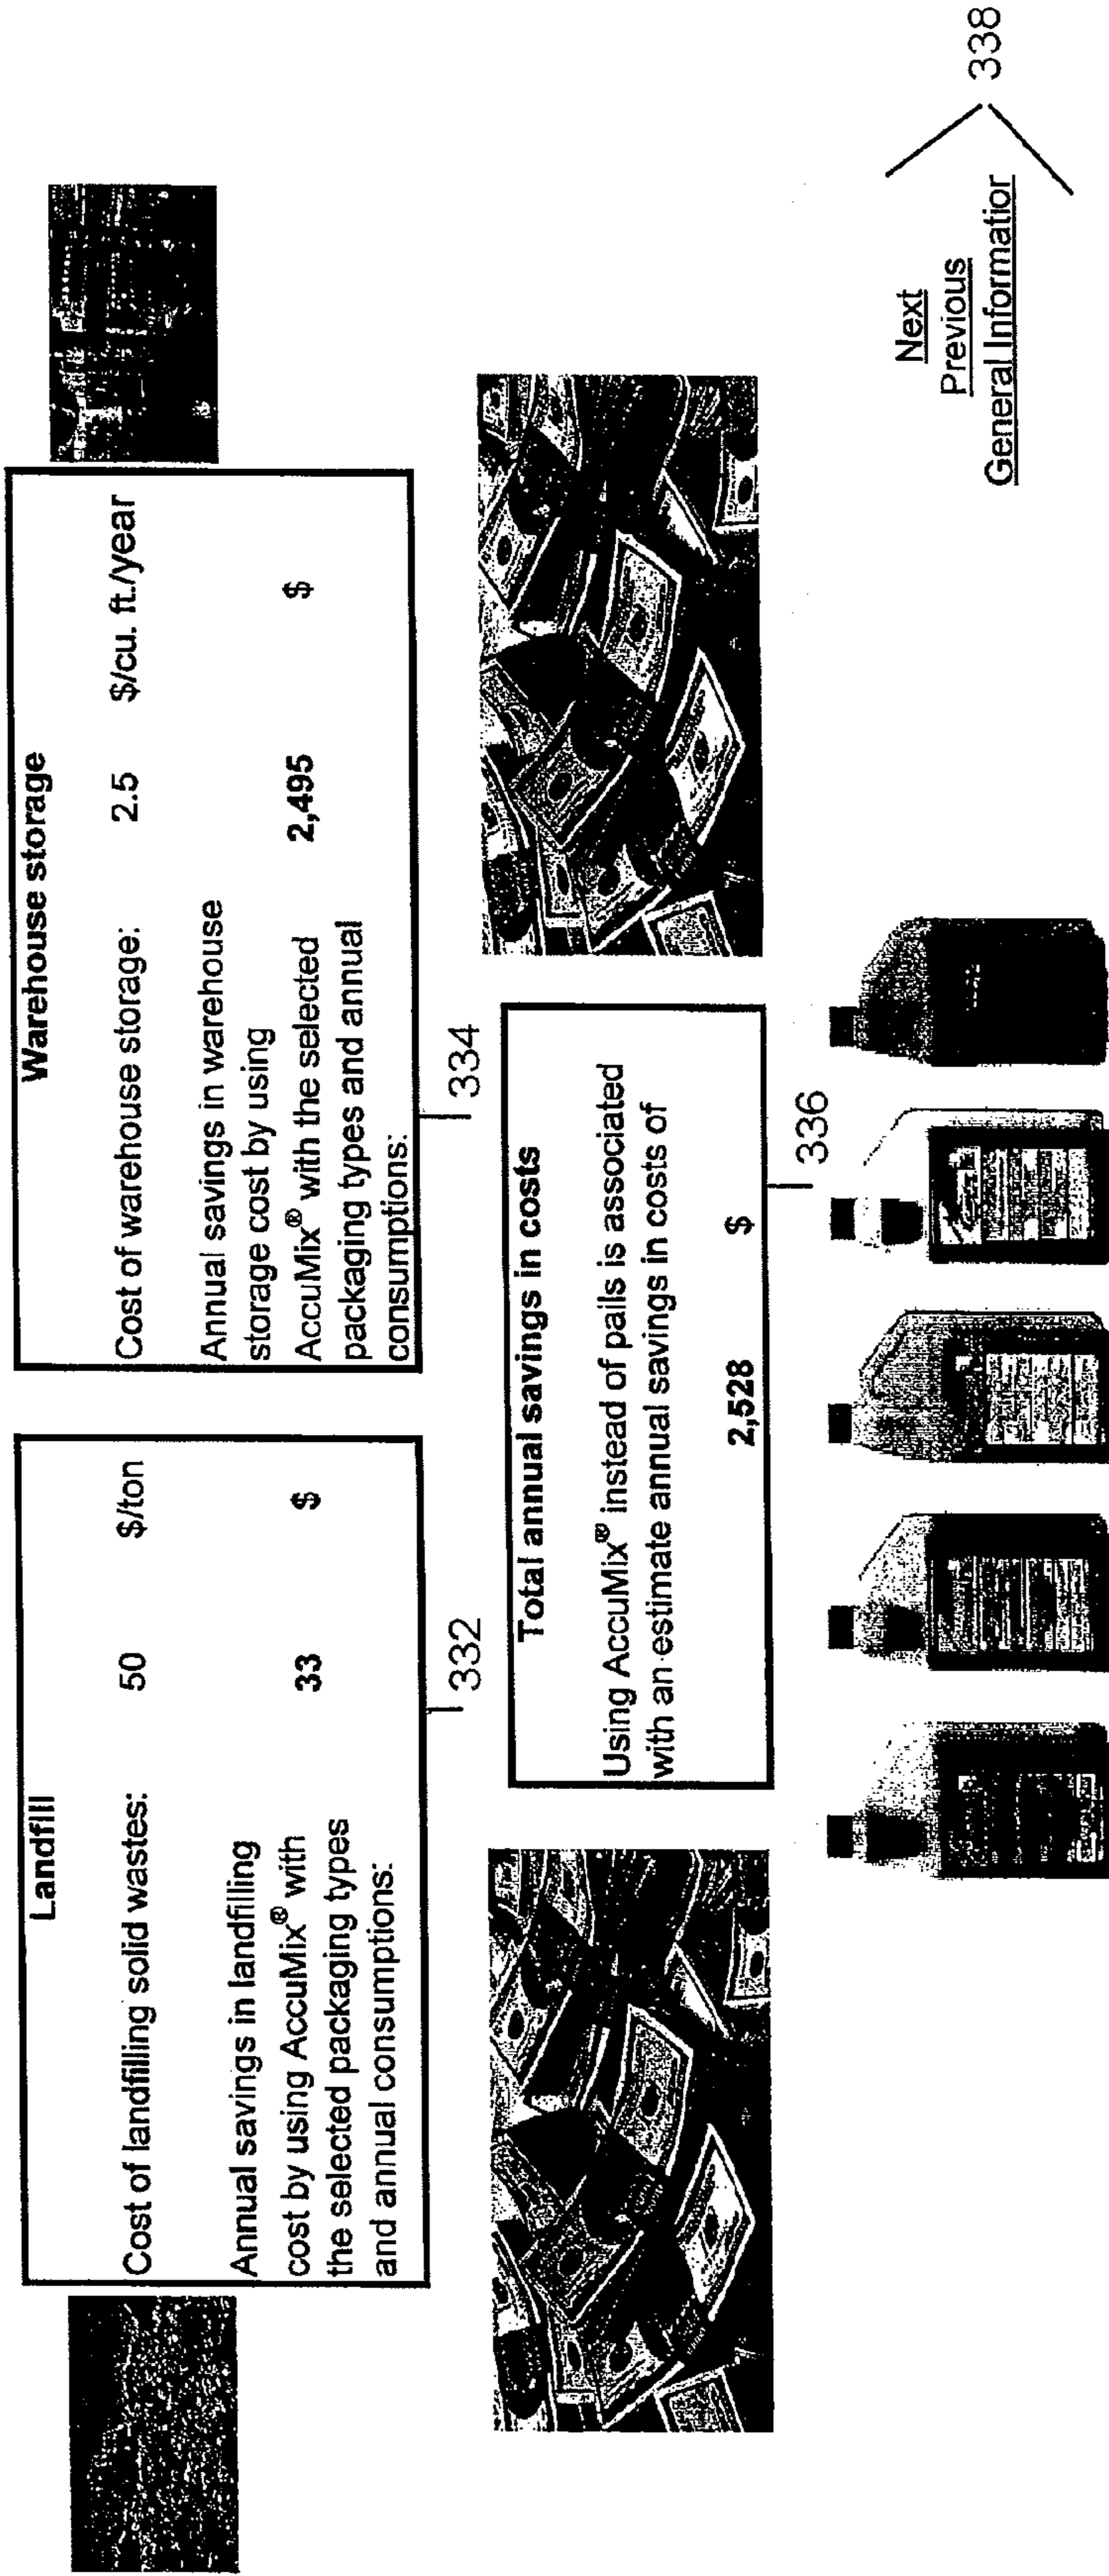 Landfill
Cost of landfilling solid wastes: 50 $/ton
Annual savings in landfilling
cost by using AccuMix® with 33 $
the selected packaging types
and annual consumptions:
332
Warehouse storage
Cost of warehouse storage: 2.5 $/cu. ft./year
Annual savings in warehouse
storage cost by using
AccuMix® with the selected 2,495 $
packaging types and annual
consumptions:
334
Total annual savings in costs
Using AccuMix® instead of pails is associated
with an estimate annual savings in costs of
2,528 $
336
Next
Previous
General Information
338